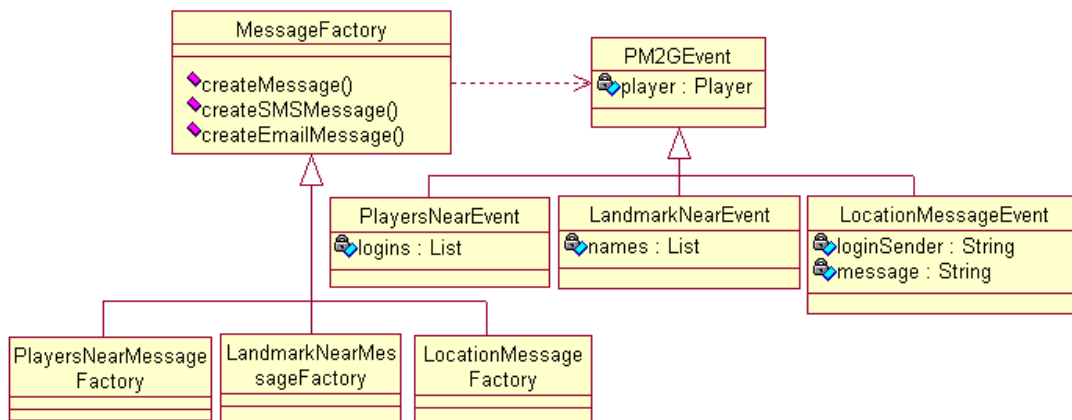 MessageFactory
createMessage()
createSMSMessage()
createEmailMessage()
PM2GEvent
player : Player
PlayersNearEvent
logins : List
LandmarkNearEvent
names : List
LocationMessageEvent
loginSender : String
message : String
PlayersNearMessage
Factory
LandmarkNearMes
sageFactory
LocationMessage
Factory